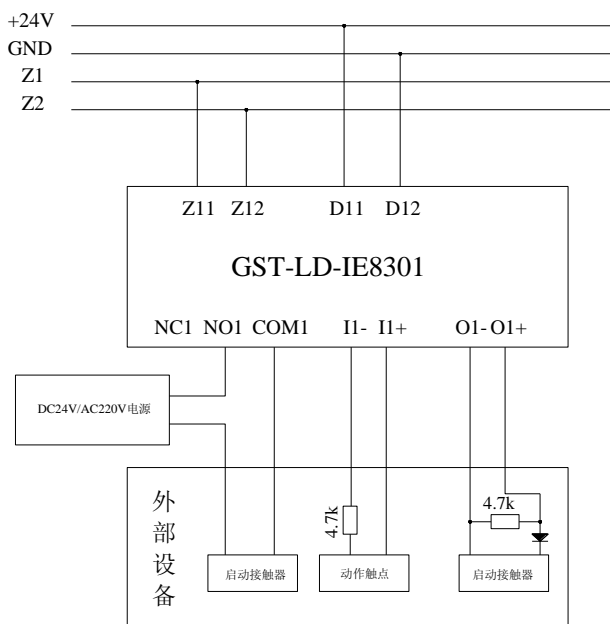 +24V
GND
Z1
Z2
Z11 Z12 D11 D12
GST-LD-IE8301
NC1 NO1 COM1 I1- I1+ O1- O1+
DC24V/AC220V电源
外部设备
4.7k
4.7k
启动接触器
动作触点
启动接触器